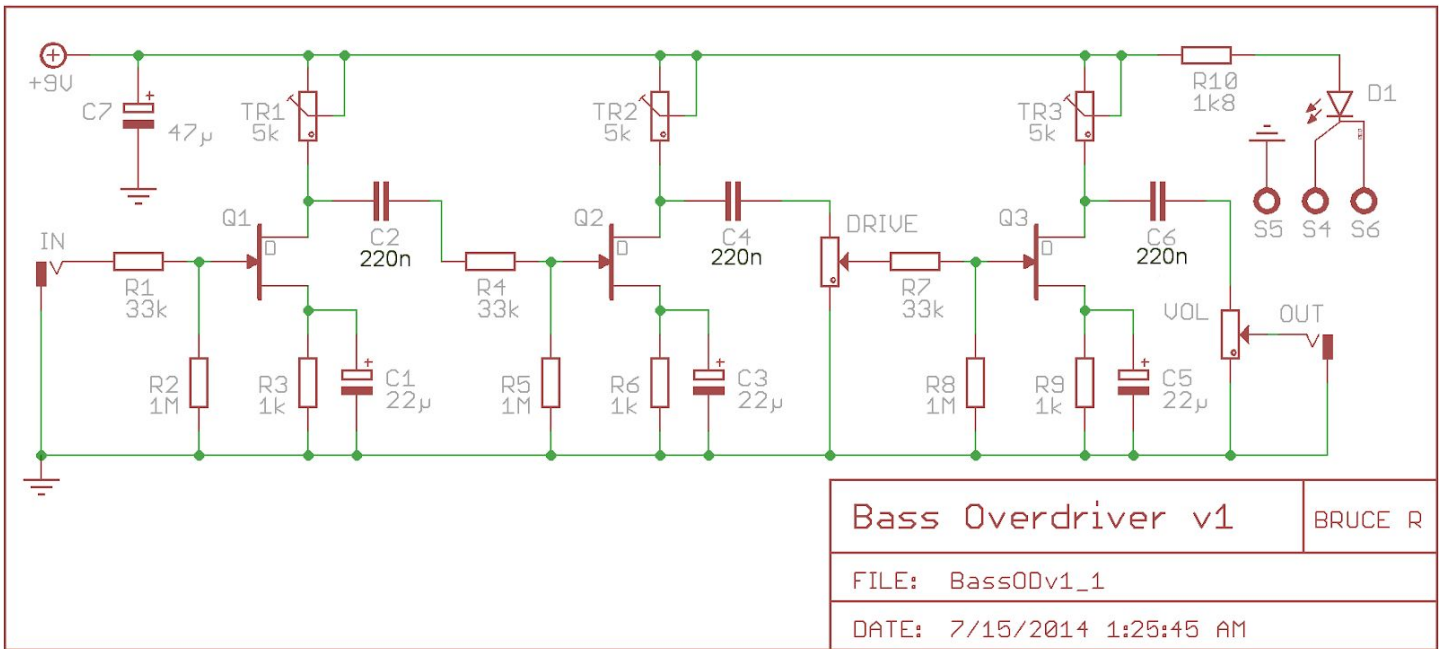 +9V
C7
47µ
TR1
5k
TR2
5k
TR3
5k
R10
1k8
D1
Q1
D
C2
220n
Q2
D
C4
220n
DRIVE
Q3
D
C6
220n
S5
S4
S6
IN
R1
33k
R4
33k
R7
33k
VOL
OUT
R2
1M
R3
1k
C1
22µ
R5
1M
R6
1k
C3
22µ
R8
1M
R9
1k
C5
22µ
Bass Overdriver v1
BRUCE R
FILE: BassODv1_1
DATE: 7/15/2014 1:25:45 AM